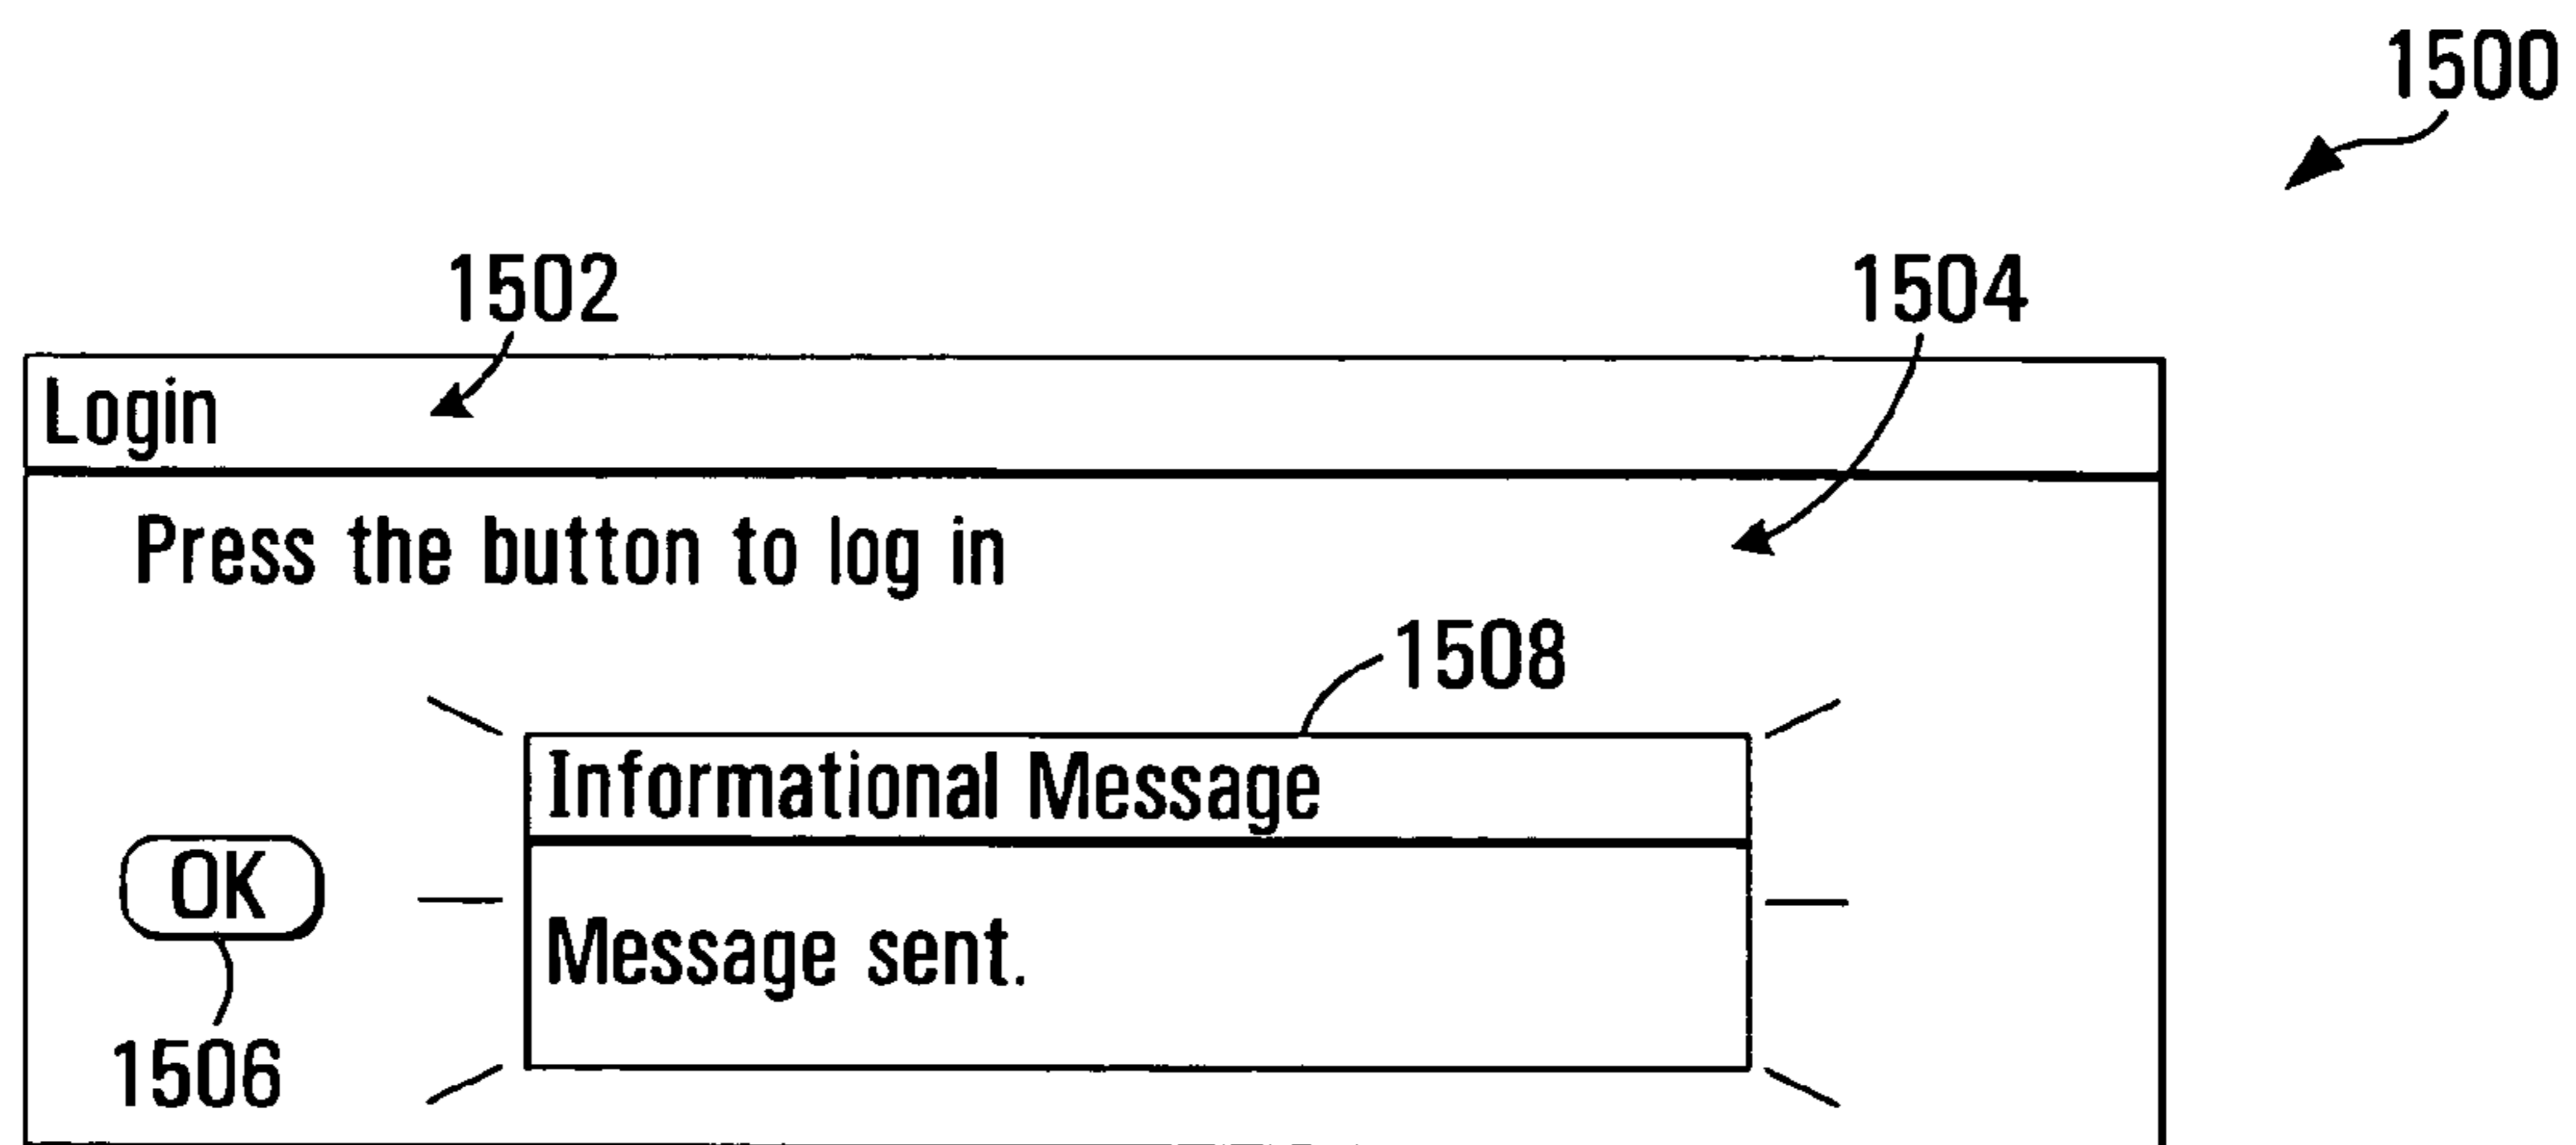 1500
1502
1504
Login
Press the button to log in
1508
Informational Message
OK
Message sent.
1506